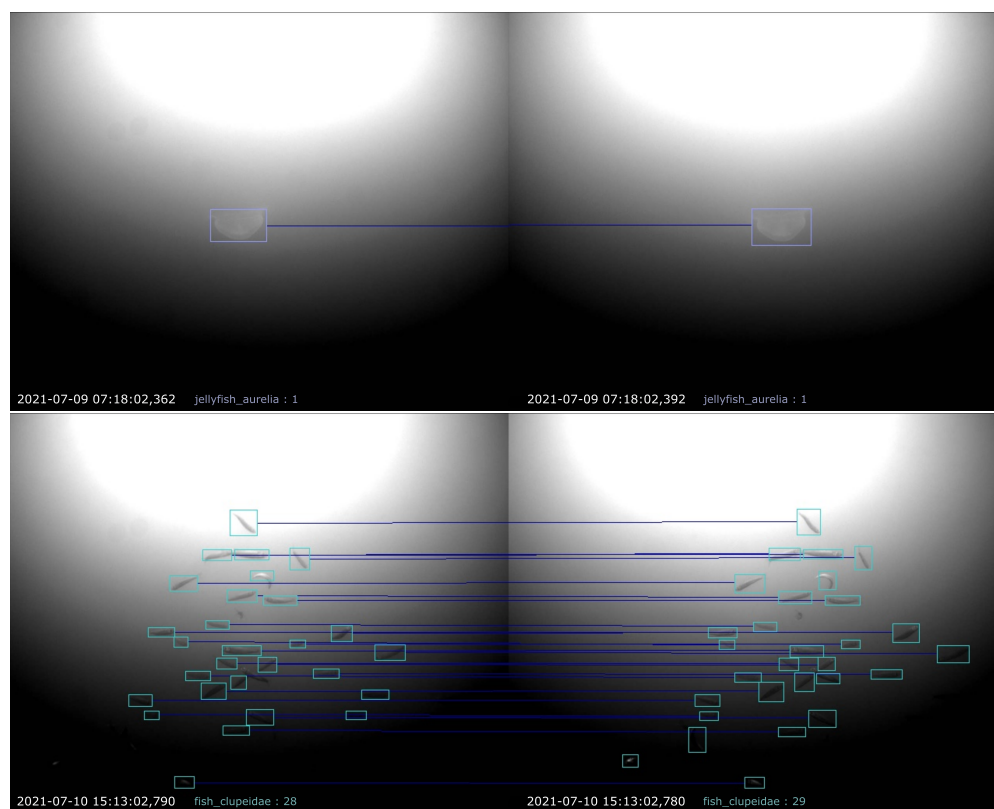 2021-07-09 07:18:02,362 jellyfish_aurelia : 1
2021-07-09 07:18:02,392 jellyfish_aurelia : 1
2021-07-10 15:13:02,790 fish_clupeidae : 28
2021-07-10 15:13:02,780 fish_clupeidae : 29